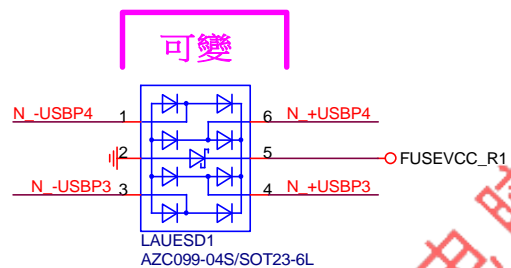 可變
N_-USBP4 1 6 N_+USBP4
2 5 FUSEVCC_R1
N_-USBP3 3 4 N_+USBP3
LAUESD1
AZC099-04S/SOT23-6L